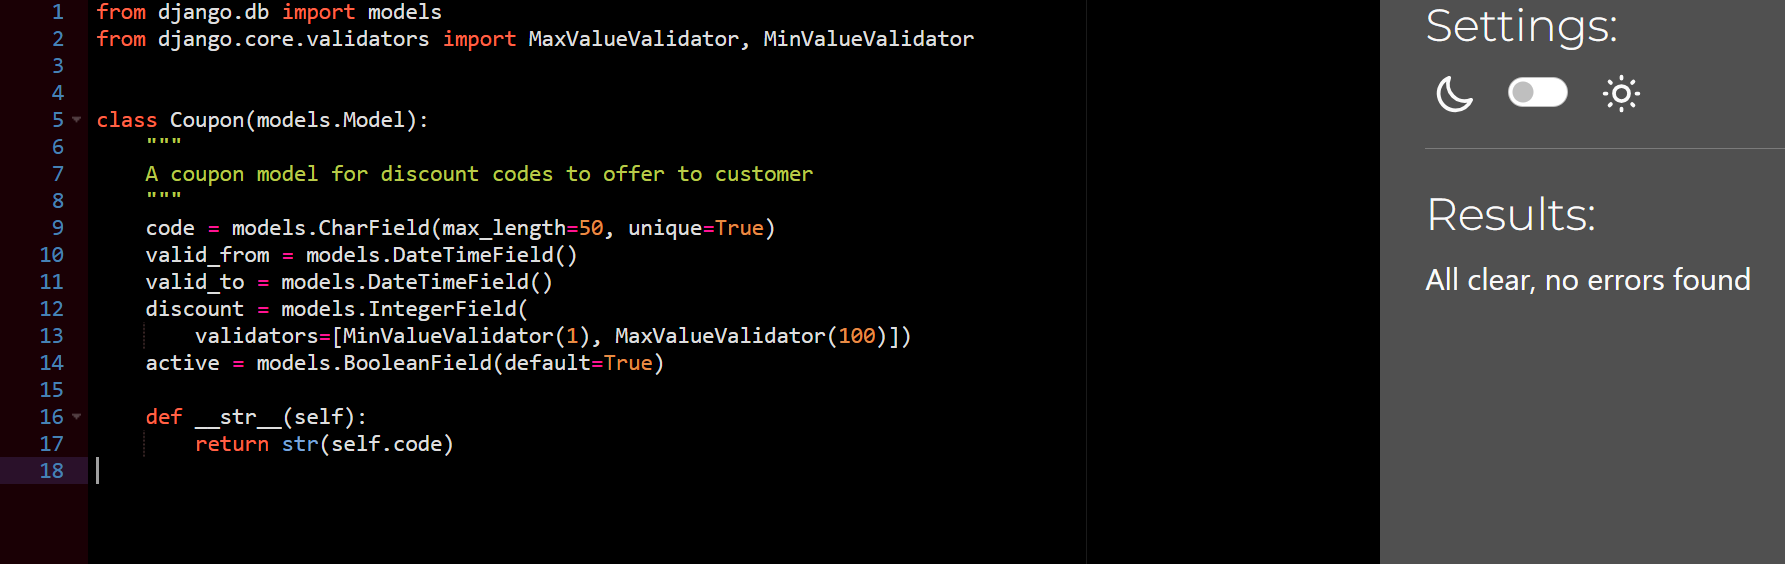 1 from django.db import models
2 from django.core.validators import MaxValueValidator, MinValueValidator
3
4
5 class Coupon(models.Model):
6     """
7     A coupon model for discount codes to offer to customer
8     """
9     code = models.CharField(max_length=50, unique=True)
10     valid_from = models.DateTimeField()
11     valid_to = models.DateTimeField()
12     discount = models.IntegerField(
13         validators=[MinValueValidator(1), MaxValueValidator(100)])
14     active = models.BooleanField(default=True)
15
16     def __str__(self):
17         return str(self.code)
18
Settings:
Results:
All clear, no errors found